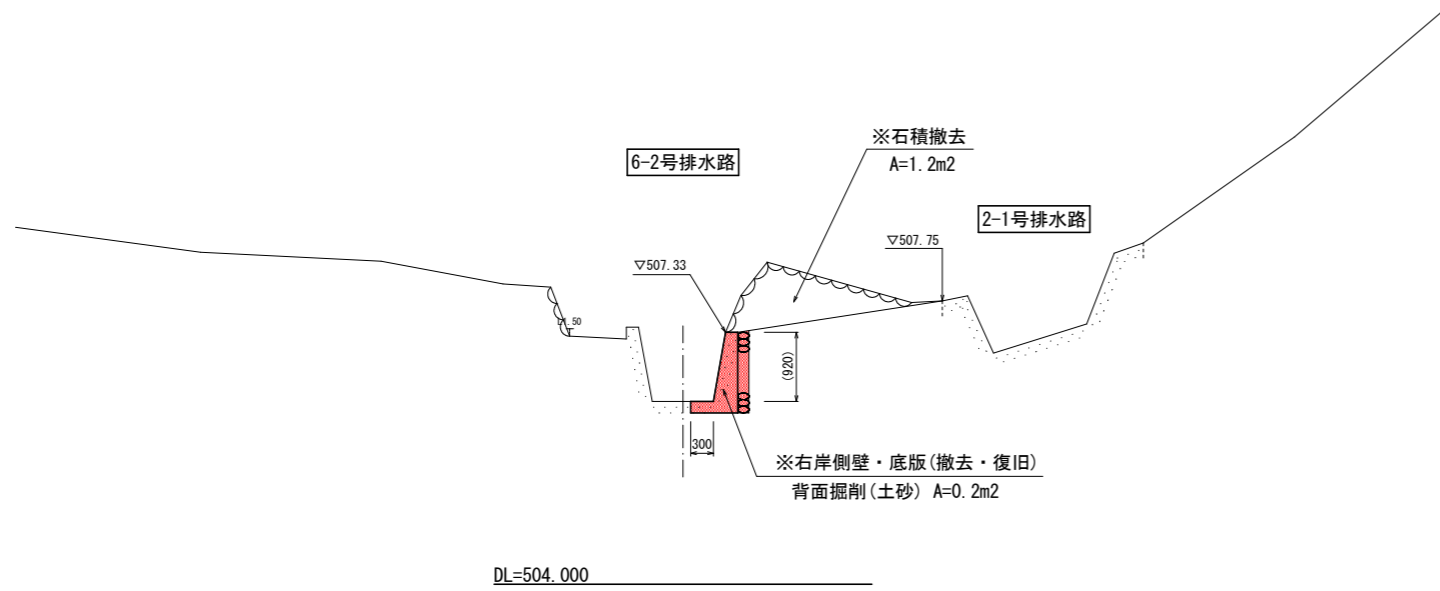 ※石積撤去
A=1.2m2
6-2号排水路
2-1号排水路
▽507.75
▽507.33
(920)
300
※右岸側壁・底版(撤去・復旧)
背面掘削(土砂) A=0.2m2
DL=504.000